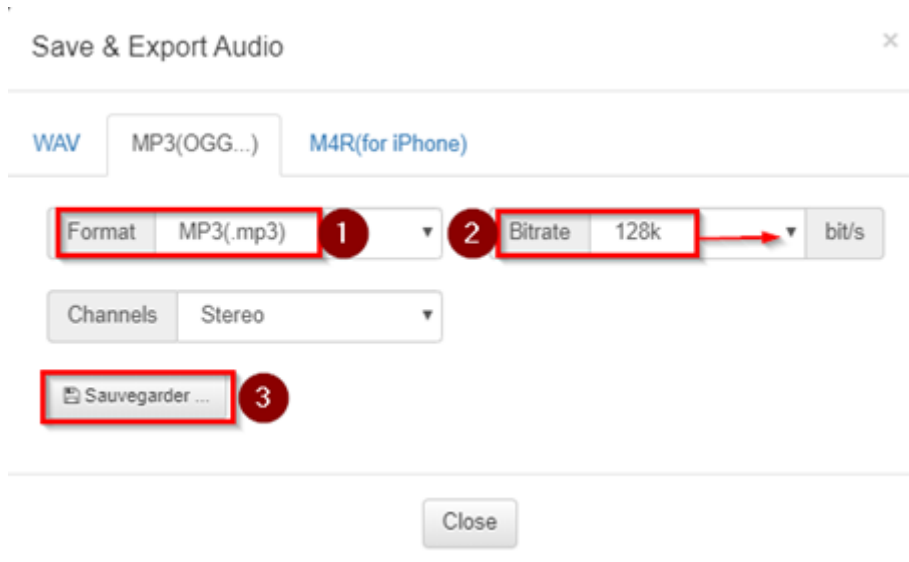 Save & Export Audio ×
WAV MP3(OGG...) M4R(for iPhone)
Format MP3(.mp3) 1 2 Bitrate 128k bit/s
Channels Stereo
Sauvegarder ... 3
Close